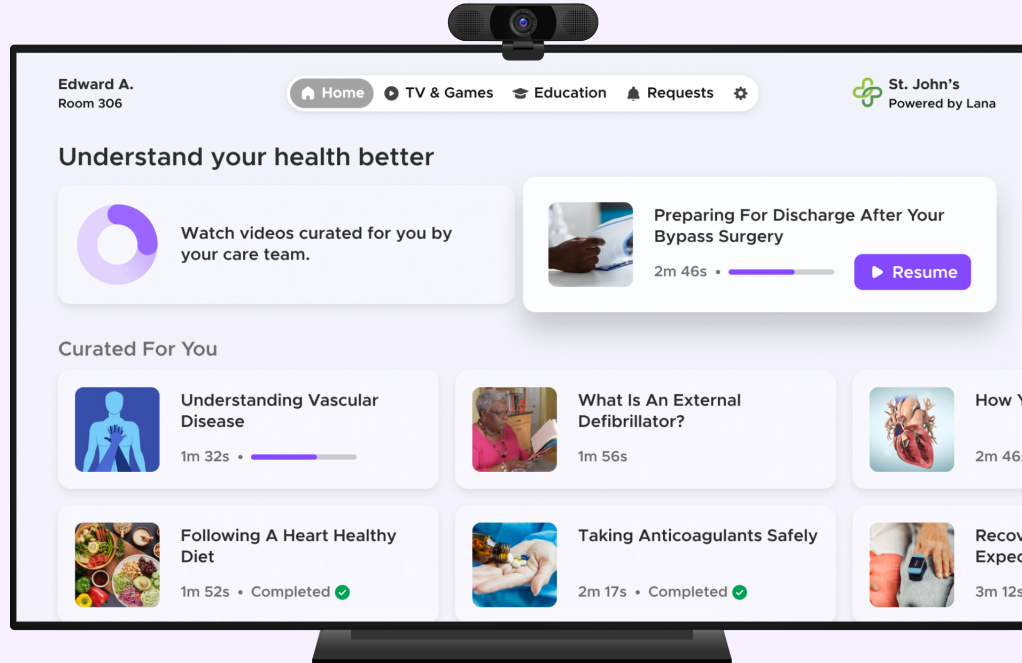 Edward A.
Room 306
Home
TV & Games
Education
Requests
St. John's
Powered by Lana
Understand your health better
Watch videos curated for you by
your care team.
Preparing For Discharge After Your
Bypass Surgery
2m 46s •
Resume
Curated For You
Understanding Vascular
Disease
1m 32s •
What Is An External
Defibrillator?
1m 56s
How
2m 46
Following A Heart Healthy
Diet
1m 52s • Completed
Taking Anticoagulants Safely
2m 17s • Completed
3m 12s